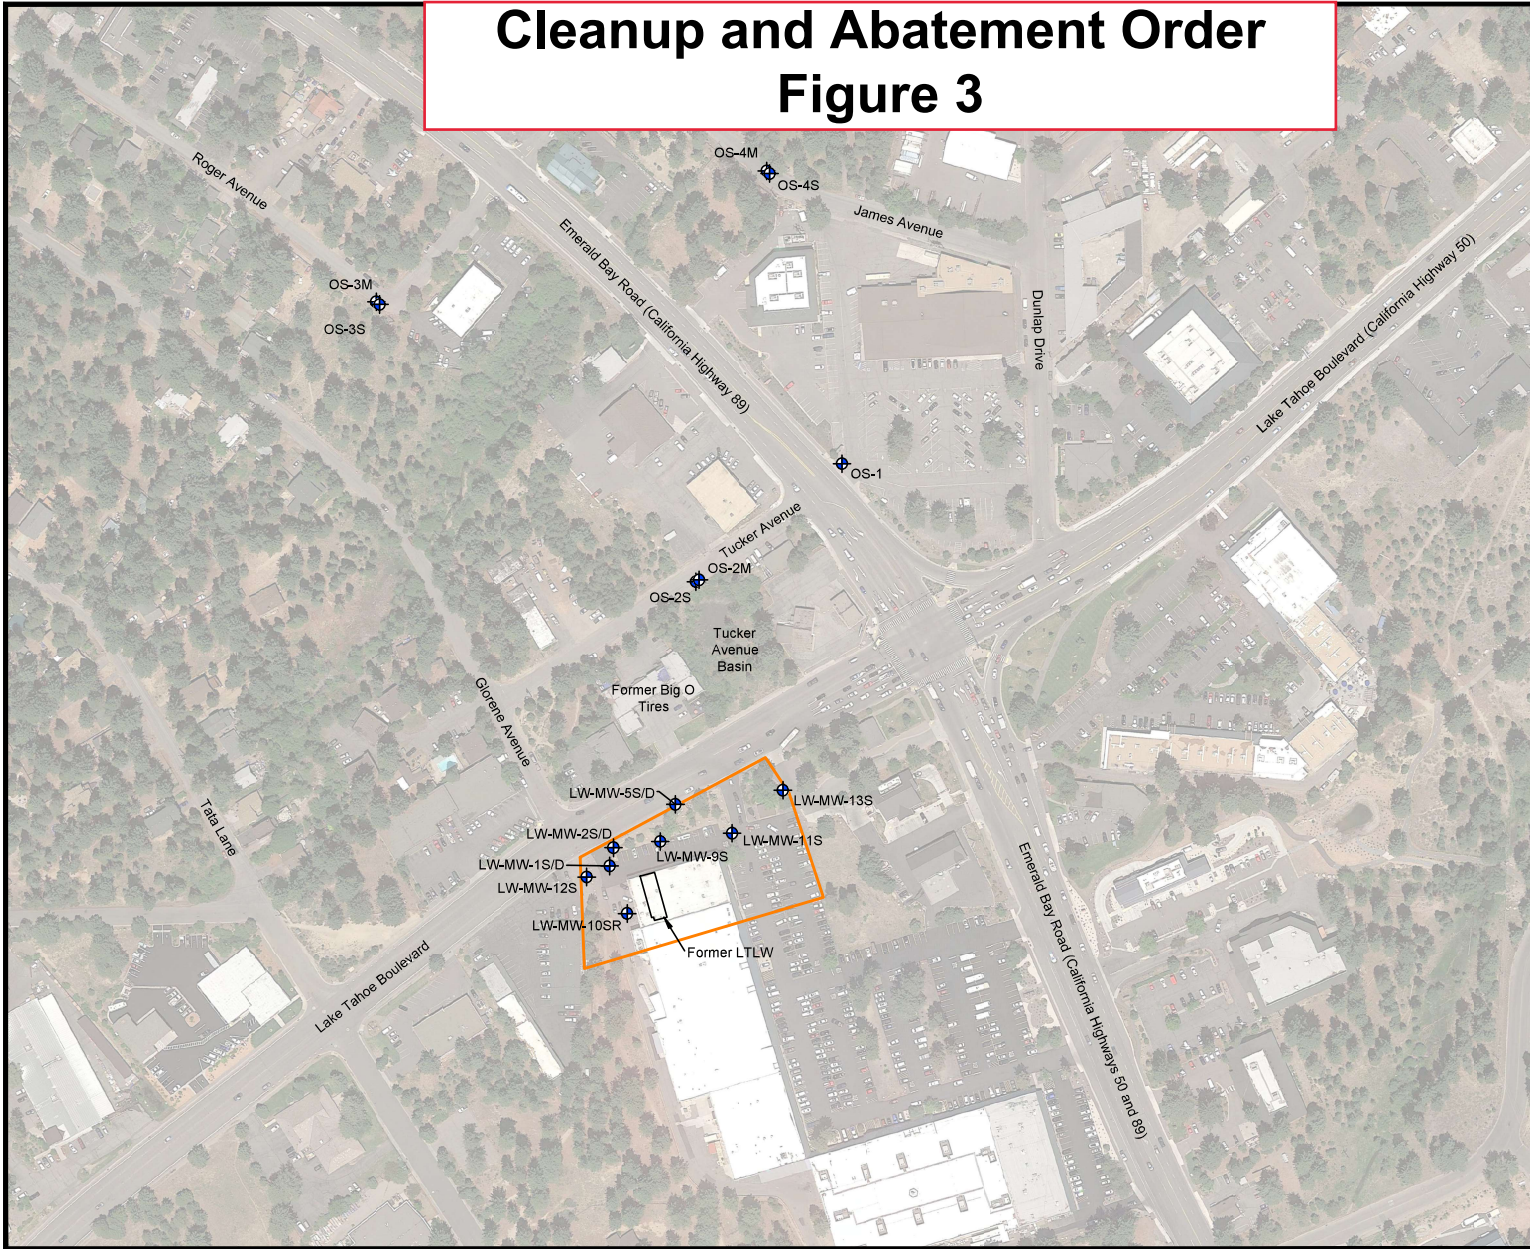 Cleanup and Abatement Order
Figure 3
OS-4M
OS-4S
Roger Avenue
James Avenue
Emerald Bay Road (California Highway 89)
Lake Tahoe Boulevard (California Highway 50)
OS-3M
OS-3S
Dunlap Drive
OS-1
Tucker Avenue
OS-2M
OS-2S
Tucker
Avenue
Basin
Former Big O
Tires
Glorene Avenue
Tata Lane
LW-MW-5S/D
LW-MW-13S
LW-MW-2S/D
LW-MW-11S
LW-MW-9S
LW-MW-1S/D
LW-MW-12S
LW-MW-10SR
Former LTLW
Lake Tahoe Boulevard
Emerald Bay Road (California Highways 50 and 89)